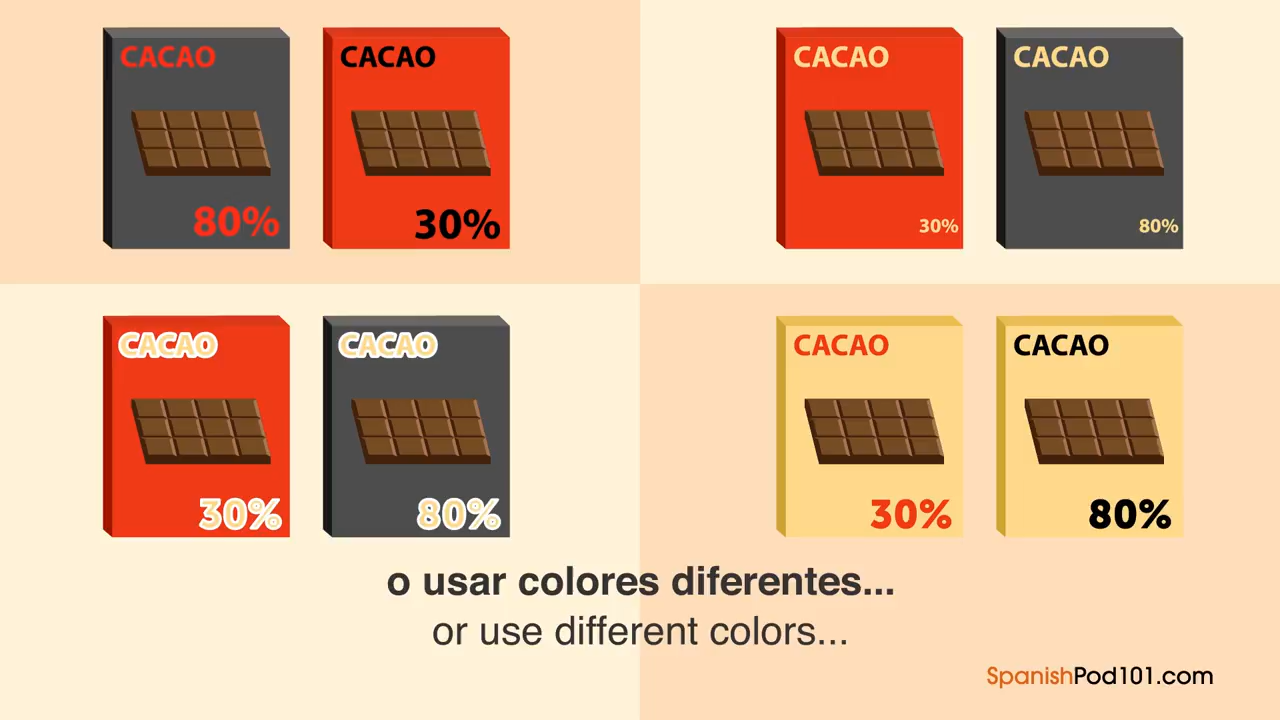 CACAO
80%
CACAO
30%
CACAO
30%
CACAO
80%
CACAO
30%
CACAO
80%
CACAO
30%
CACAO
80%
o usar colores diferentes...
or use different colors...
SpanishPod101.com